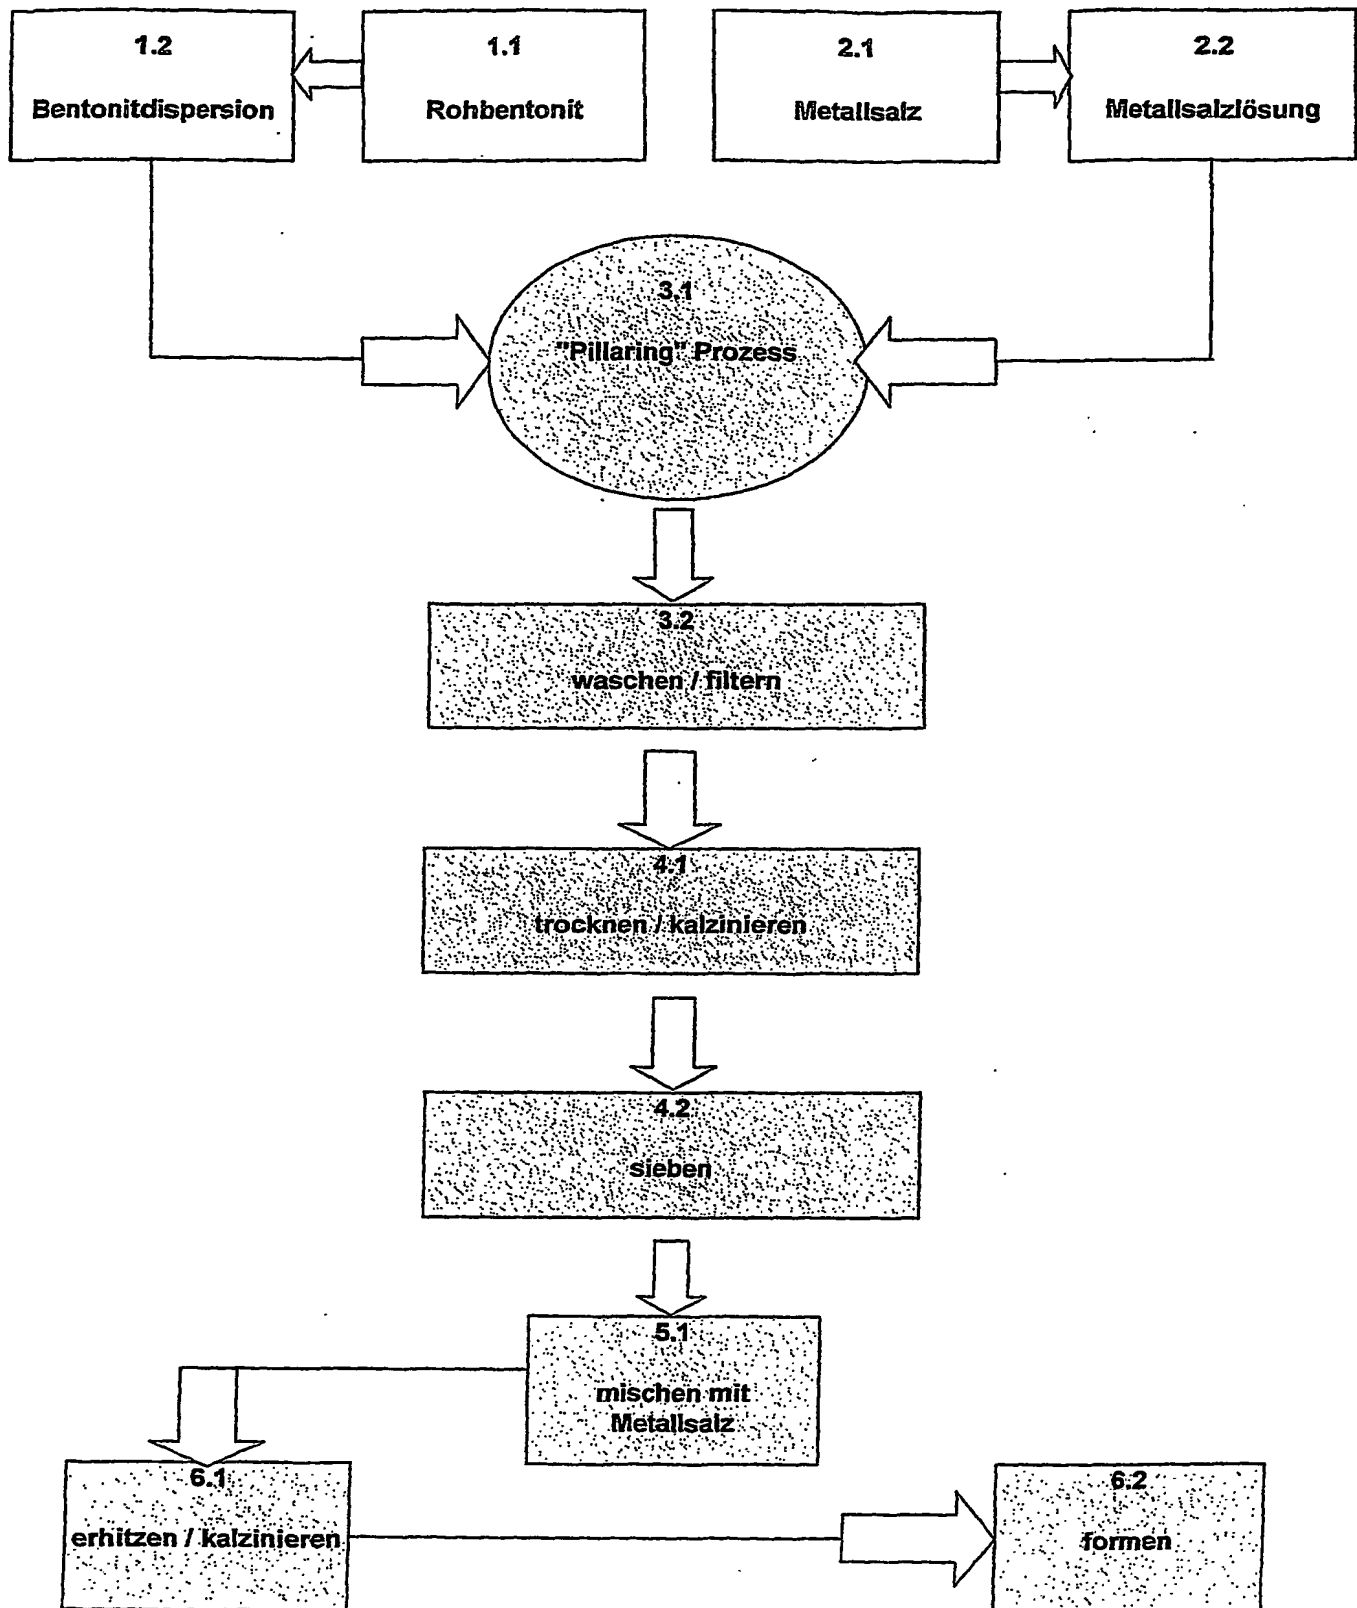 1.2
Bentonitdispersion
1.1
Rohbentonit
2.1
Metallsalz
2.2
Metallsalzlösung
3.1
"Pillaring" Prozess
3.2
waschen / filtern
4.1
trocknen / kalzinieren
4.2
sieben
5.1
mischen mit
Metallsalz
6.1
erhitzen / kalzinieren
6.2
formen